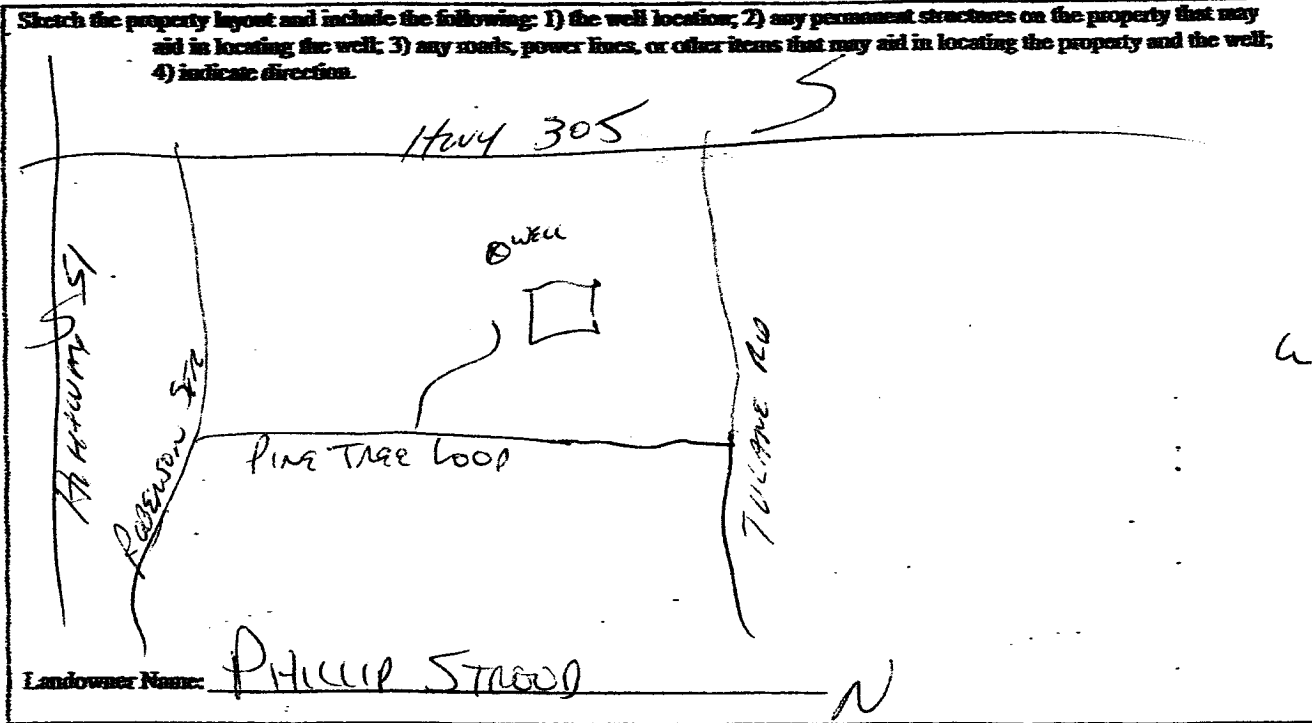 Sketch the property layout and include the following: 1) the well location; 2) any permanent structures on the property that may
aid in locating the well; 3) any roads, power lines, or other items that may aid in locating the property and the well;
4) indicate direction.
S
Hwy 305
WELL
HIGHWAY 51
ROBENSON
TULANE RD
PINE TREE LOOP
Landowner Name: PHILLIP STROUD
N